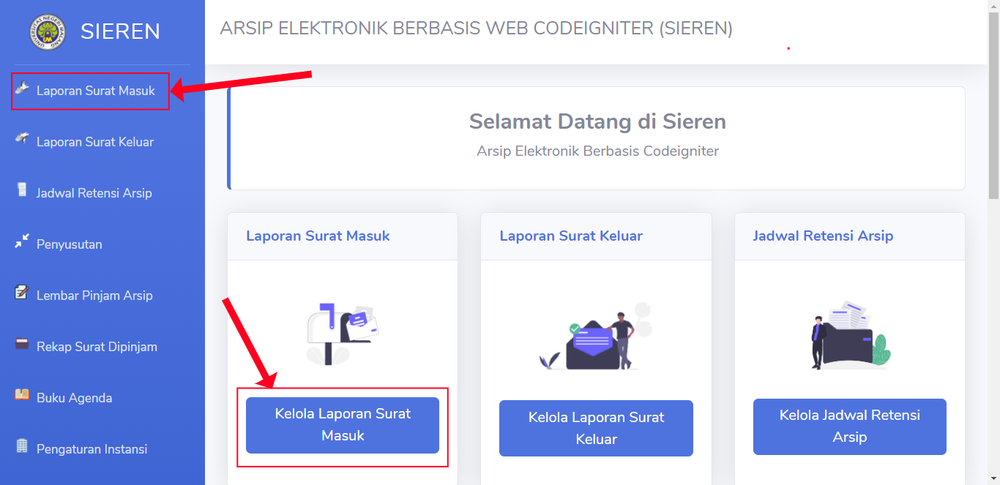 SIEREN
ARSIP ELEKTRONIK BERBASIS WEB CODEIGNITER (SIEREN)
Laporan Surat Masuk
Laporan Surat Keluar
Jadwal Retensi Arsip
Penyusutan
Lembar Pinjam Arsip
Rekap Surat Dipinjam
Buku Agenda
Pengaturan Instansi
Selamat Datang di Sieren
Arsip Elektronik Berbasis Codeigniter
Laporan Surat Masuk
Kelola Laporan Surat
Masuk
Laporan Surat Keluar
Kelola Laporan Surat
Keluar
Jadwal Retensi Arsip
Kelola Jadwal Retensi
Arsip